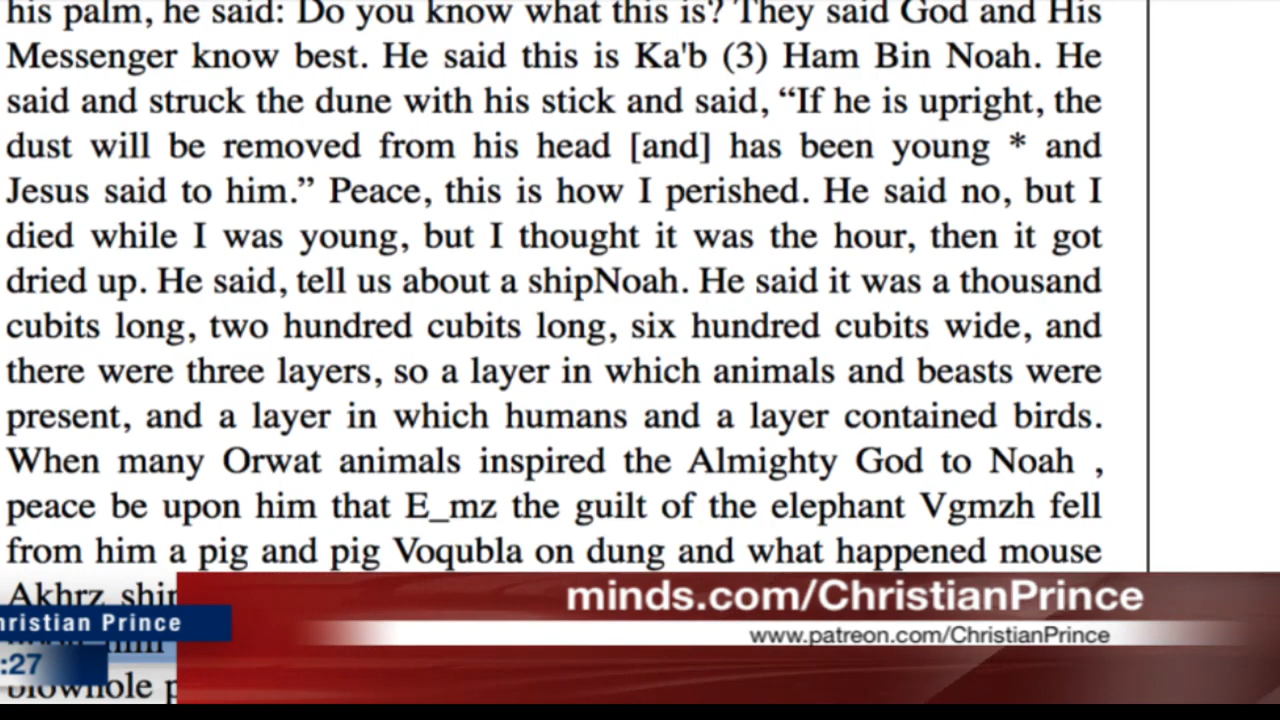 his palm, he said: Do you know what this is? They said God and His
Messenger know best. He said this is Ka'b (3) Ham Bin Noah. He
said and struck the dune with his stick and said, “If he is upright, the
dust will be removed from his head [and] has been young * and
Jesus said to him.” Peace, this is how I perished. He said no, but I
died while I was young, but I thought it was the hour, then it got
dried up. He said, tell us about a shipNoah. He said it was a thousand
cubits long, two hundred cubits long, six hundred cubits wide, and
there were three layers, so a layer in which animals and beasts were
present, and a layer in which humans and a layer contained birds.
When many Orwat animals inspired the Almighty God to Noah ,
peace be upon him that E_mz the guilt of the elephant Vgmzh fell
from him a pig and pig Voqubla on dung and what happened mouse
Akhrz
minds.com/ChristianPrince
hristian Prince
www.patreon.com/ChristianPrince
him
:27
blowhole